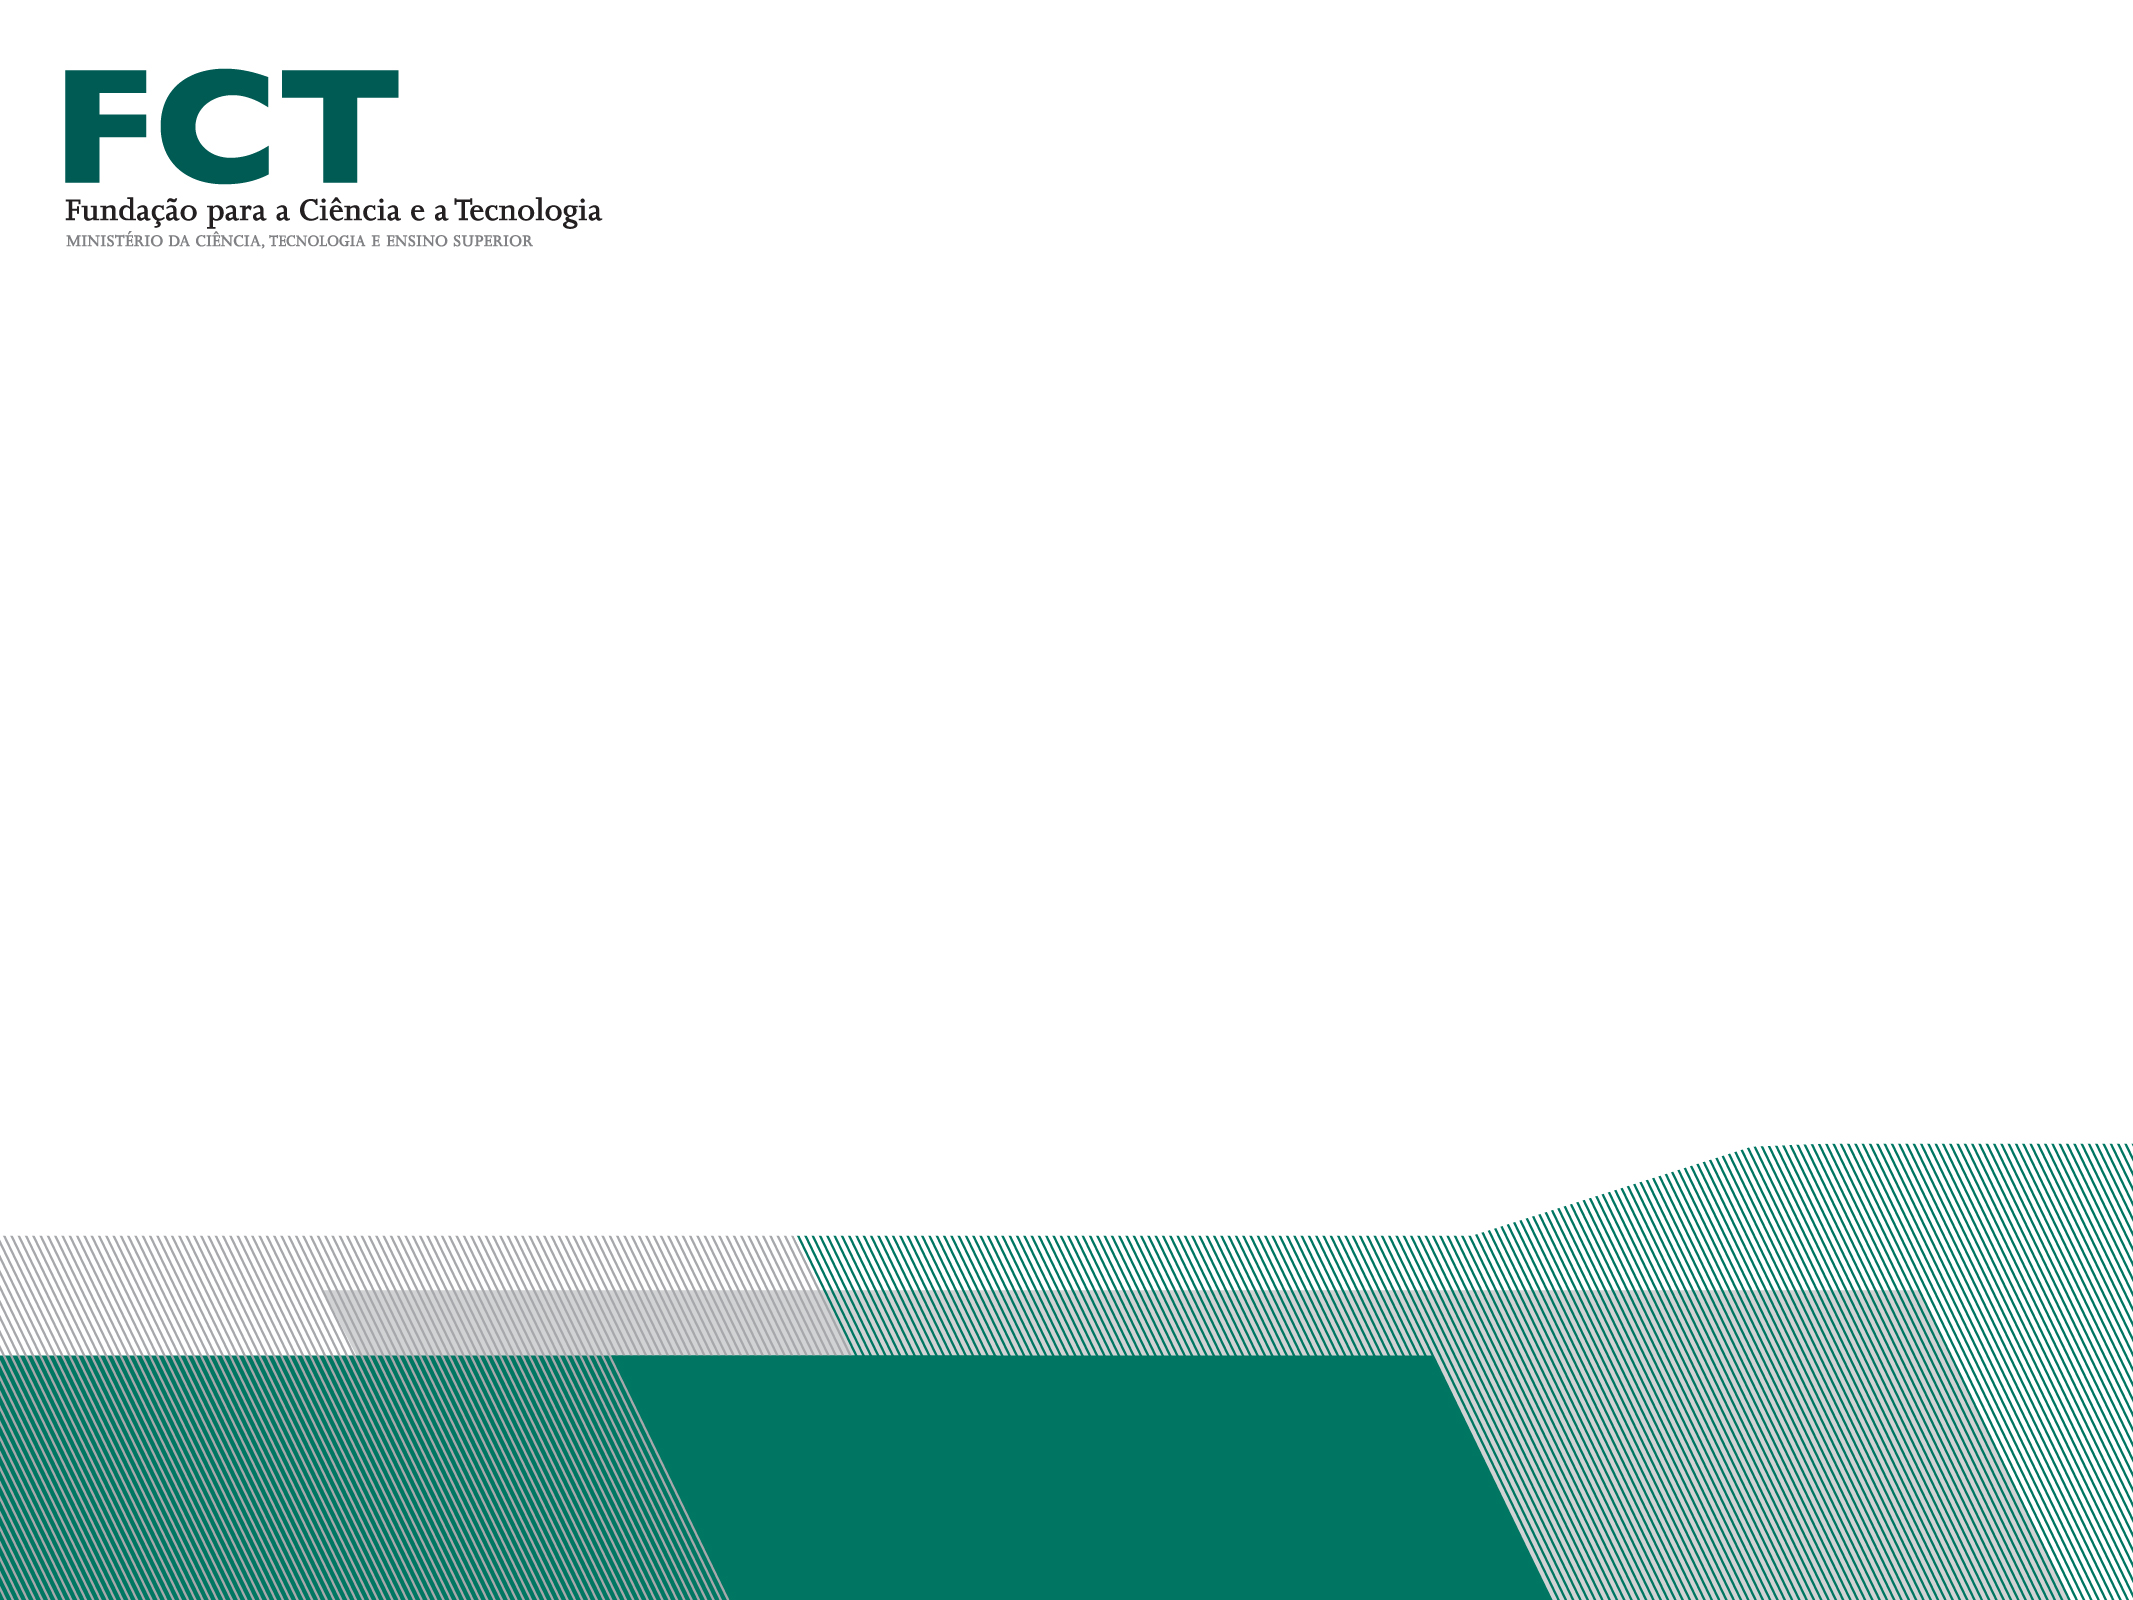 FCT
Fundação para a Ciência e a Tecnologia
MINISTÉRIO DA CIÊNCIA, TECNOLOGIA E ENSINO SUPERIOR